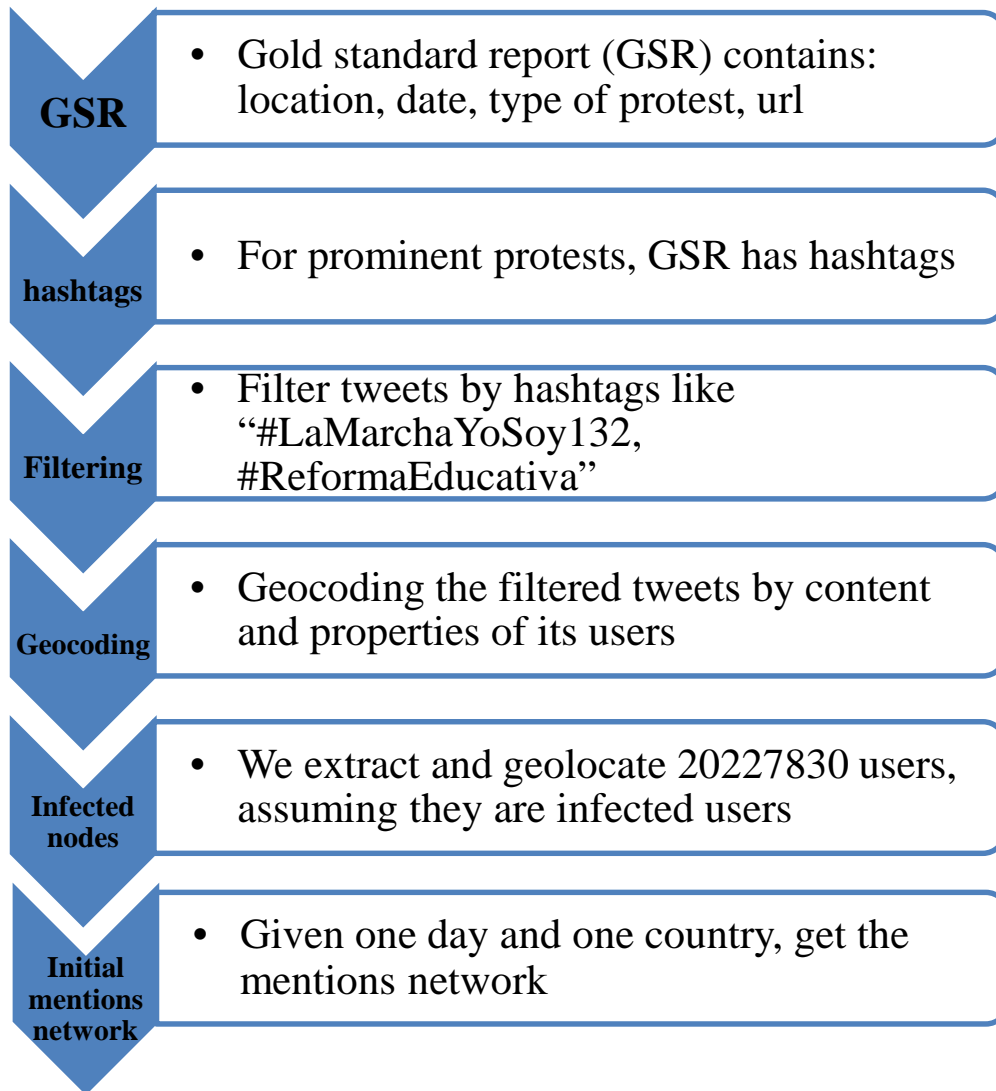 GSR
• Gold standard report (GSR) contains:
location, date, type of protest, url
hashtags
• For prominent protests, GSR has hashtags
Filtering
• Filter tweets by hashtags like
“#LaMarchaYoSoy132,
#ReformaEducativa”
Geocoding
• Geocoding the filtered tweets by content
and properties of its users
Infected
nodes
• We extract and geolocate 20227830 users,
assuming they are infected users
Initial
mentions
network
• Given one day and one country, get the
mentions network